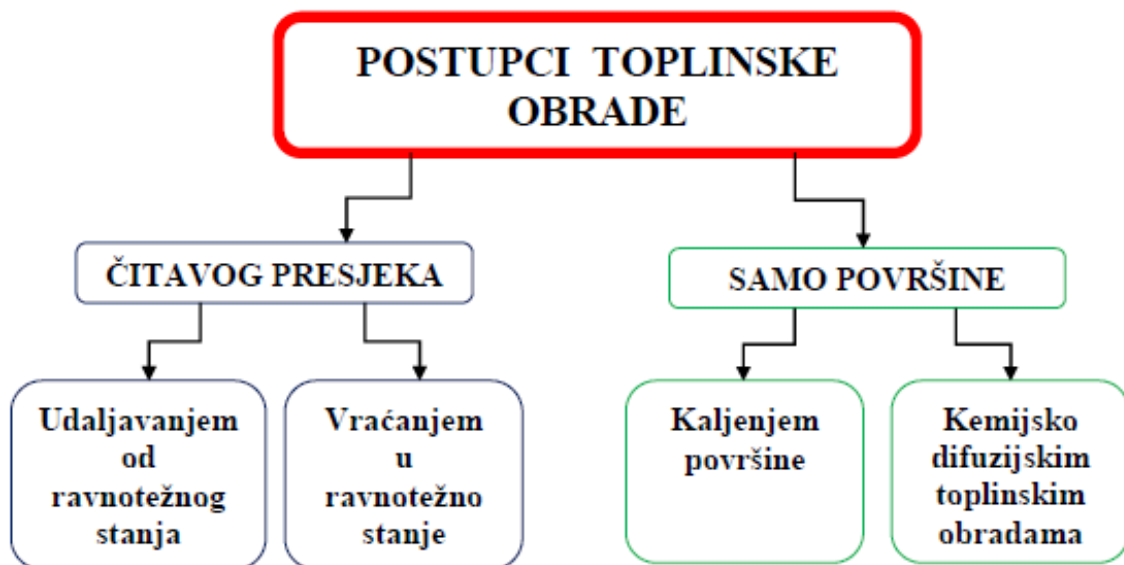 POSTUPCI TOPLINSKE
OBRADE
ČITAVOG PRESJEKA
SAMO POVRŠINE
Udaljavanjem
od
ravnotežnog
stanja
Vraćanjem
u
ravnotežno
stanje
Kaljenjem
površine
Kemijsko
difuzijskim
toplinskim
obradama